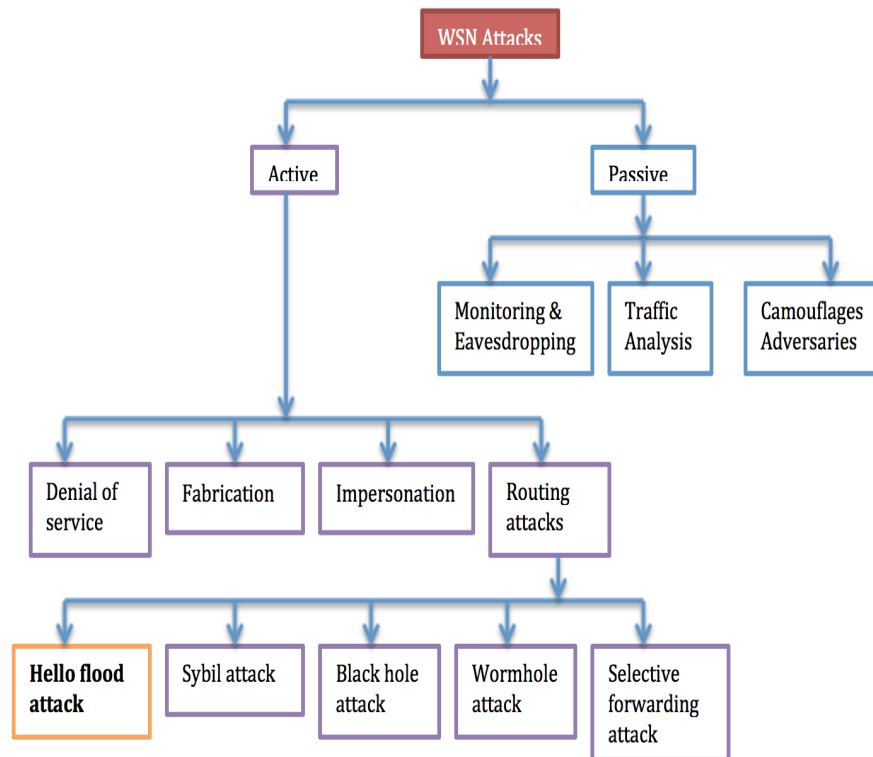 WSN Attacks
Active
Passive
Monitoring &
Eavesdropping
Traffic
Analysis
Camouflages
Adversaries
Denial of
service
Fabrication
Impersonation
Routing
attacks
Hello flood
attack
Sybil attack
Black hole
attack
Wormhole
attack
Selective
forwarding
attack